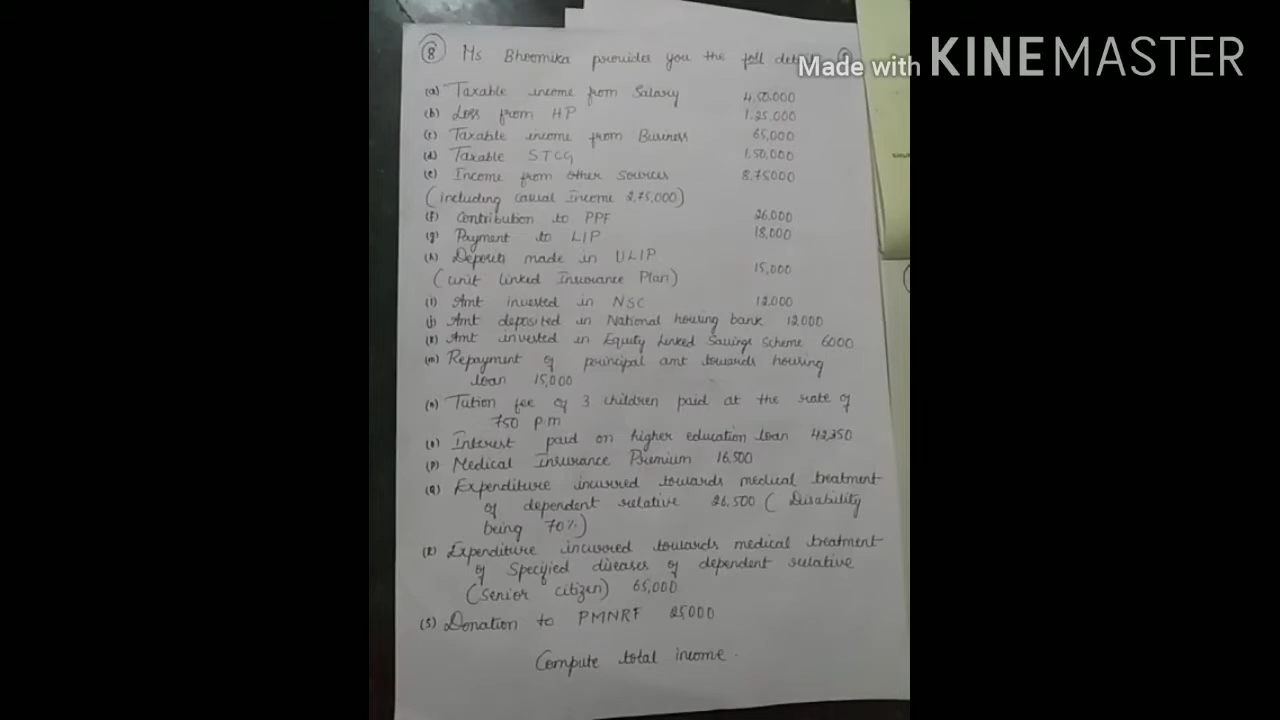 Made with KINEMASTER
⑧ Ms Bhoomika provides you the foll
(a) Taxable income from Salary 4,50,000
(b) Loss from HP 1.25,000
(c) Taxable income from Business 65,000
(d) Taxable STCG 1,50,000
(e) Income from other sources 8,75000
(including casual Income 2,75,000)
(f) Contribution to PPF 26,000
(g) Payment to LIP 18,000
(h) Deposits made in ULIP
(unit linked Insurance Plan) 15,000
(i) Amt invested in NSC 12,000
(j) Amt deposited in National housing bank 12,000
(k) Amt invested in Equity Linked Savings Scheme 6000
(m) Repayment of principal amt towards housing
loan 15,000
(n) Tution fee of 3 children paid at the rate of
750 p.m
(o) Interest paid on higher education loan 42,250
(p) Medical Insurance Premium 16,500
(Q) Expenditure incurred towards medical treatment
of dependent relative 26,500 ( Disability
being 70%)
(R) Expenditure incurred towards medical treatment
of Specified diseases of dependent relative
(Senior citizen) 65,000
(S) Donation to PMNRF 25,000
Compute total income.